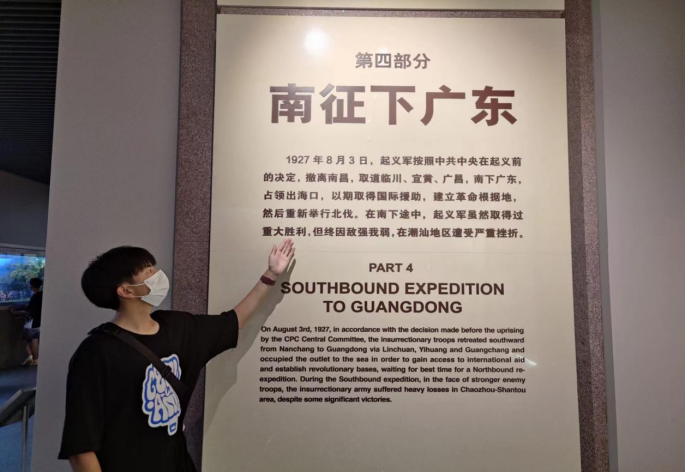 第四部分
南征下广东
1927 年 8 月 3 日，起义军按照中共中央在起义前
的决定，撤离南昌，取道临川、宜黄、广昌，南下广东，
占领出海口，以期取得国际援助，建立革命根据地，
然后重新举行北伐。在南下途中，起义军虽然取得过
重大胜利，但终因敌强我弱，在潮汕地区遭受严重挫折。
PART 4
SOUTHBOUND EXPEDITION
TO GUANGDONG
On August 3rd, 1927, in accordance with the decision made before the uprising
by the CPC Central Committee, the insurrectionary troops retreated southward
from Nanchang to Guangdong via Linchuan, Yihuang and Guangchang and
occupied the outlet to the sea in order to gain access to international aid
and establish revolutionary bases, waiting for best time for a Northbound re-
expedition. During the Southbound expedition, in the face of stronger enemy
troops, the insurrectionary army suffered heavy losses in Chaozhou-Shantou
area, despite some significant victories.